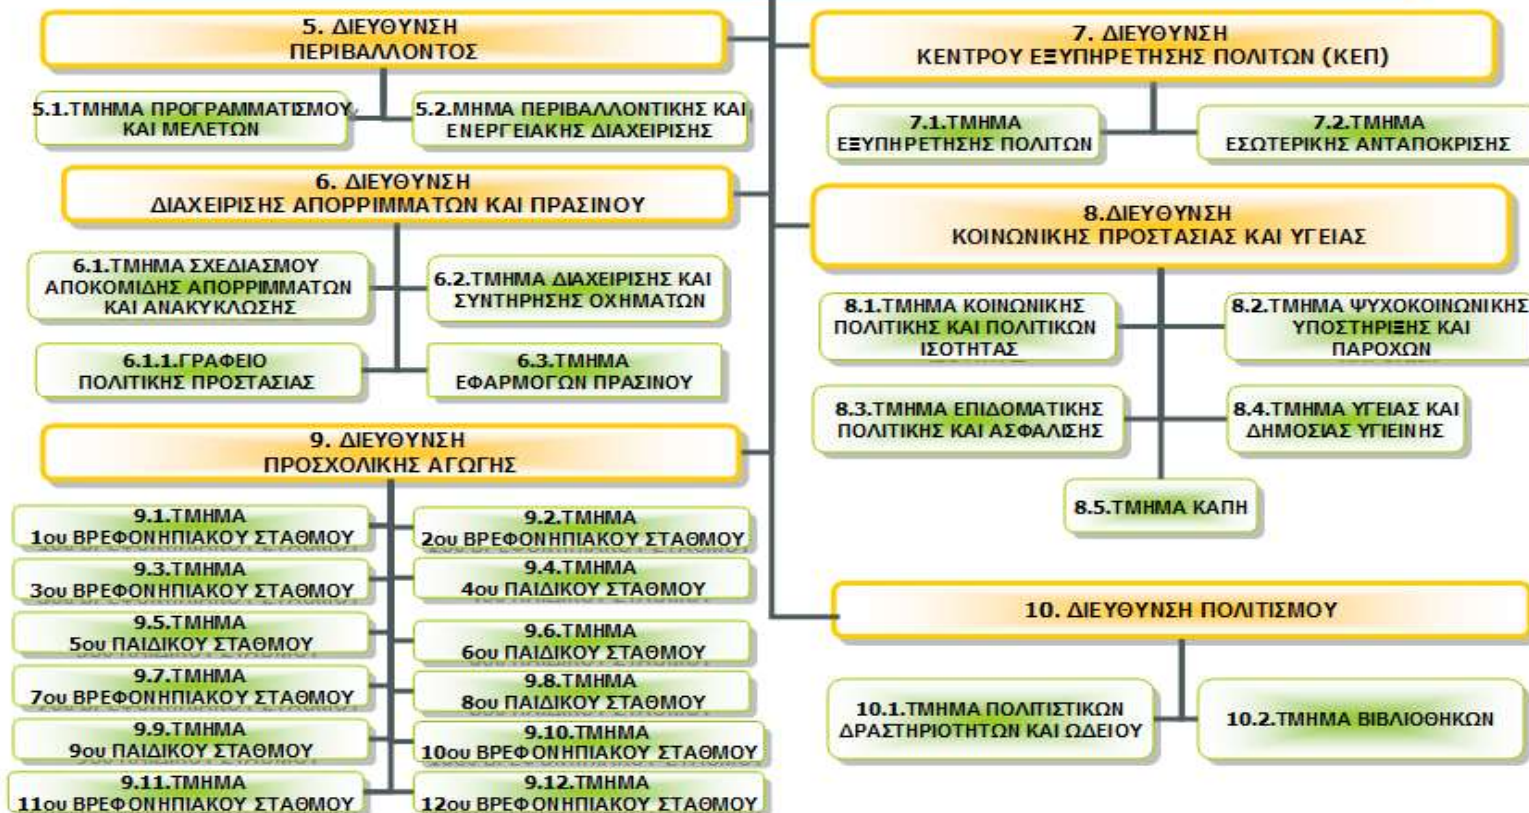 5. ΔΙΕΥΘΥΝΣΗ
ΠΕΡΙΒΑΛΛΟΝΤΟΣ
5.1.ΤΜΗΜΑ ΠΡΟΓΡΑΜΜΑΤΙΣΜΟΥ
ΚΑΙ ΜΕΛΕΤΩΝ
5.2.ΜΗΜΑ ΠΕΡΙΒΑΛΛΟΝΤΙΚΗΣ ΚΑΙ
ΕΝΕΡΓΕΙΑΚΗΣ ΔΙΑΧΕΙΡΙΣΗΣ
6. ΔΙΕΥΘΥΝΣΗ
ΔΙΑΧΕΙΡΙΣΗΣ ΑΠΟΡΡΙΜΜΑΤΩΝ ΚΑΙ ΠΡΑΣΙΝΟΥ
6.1.ΤΜΗΜΑ ΣΧΕΔΙΑΣΜΟΥ
ΑΠΟΚΟΜΙΔΗΣ ΑΠΟΡΡΙΜΜΑΤΩΝ
ΚΑΙ ΑΝΑΚΥΚΛΩΣΗΣ
6.2.ΤΜΗΜΑ ΔΙΑΧΕΙΡΙΣΗΣ ΚΑΙ
ΣΥΝΤΗΡΗΣΗΣ ΟΧΗΜΑΤΩΝ
6.1.1.ΓΡΑΦΕΙΟ
ΠΟΛΙΤΙΚΗΣ ΠΡΟΣΤΑΣΙΑΣ
6.3.ΤΜΗΜΑ
ΕΦΑΡΜΟΓΩΝ ΠΡΑΣΙΝΟΥ
7. ΔΙΕΥΘΥΝΣΗ
ΚΕΝΤΡΟΥ ΕΞΥΠΗΡΕΤΗΣΗΣ ΠΟΛΙΤΩΝ (ΚΕΠ)
7.1.ΤΜΗΜΑ
ΕΞΥΠΗΡΕΤΗΣΗΣ ΠΟΛΙΤΩΝ
7.2.ΤΜΗΜΑ
ΕΣΩΤΕΡΙΚΗΣ ΑΝΤΑΠΟΚΡΙΣΗΣ
8.ΔΙΕΥΘΥΝΣΗ
ΚΟΙΝΩΝΙΚΗΣ ΠΡΟΣΤΑΣΙΑΣ ΚΑΙ ΥΓΕΙΑΣ
8.1.ΤΜΗΜΑ ΚΟΙΝΩΝΙΚΗΣ
ΠΟΛΙΤΙΚΗΣ ΚΑΙ ΠΟΛΙΤΙΚΩΝ
ΙΣΟΤΗΤΑΣ
8.2.ΤΜΗΜΑ ΨΥΧΟΚΟΙΝΩΝΙΚΗΣ
ΥΠΟΣΤΗΡΙΞΗΣ ΚΑΙ
ΠΑΡΟΧΩΝ
8.3.ΤΜΗΜΑ ΕΠΙΔΟΜΑΤΙΚΗΣ
ΠΟΛΙΤΙΚΗΣ ΚΑΙ ΑΣΦΑΛΙΣΗΣ
8.4.ΤΜΗΜΑ ΥΓΕΙΑΣ ΚΑΙ
ΔΗΜΟΣΙΑΣ ΥΓΙΕΙΝΗΣ
8.5.ΤΜΗΜΑ ΚΑΠΗ
9. ΔΙΕΥΘΥΝΣΗ
ΠΡΟΣΧΟΛΙΚΗΣ ΑΓΩΓΗΣ
9.1.ΤΜΗΜΑ
1ου ΒΡΕΦΟΝΗΠΙΑΚΟΥ ΣΤΑΘΜΟΥ
9.2.ΤΜΗΜΑ
2ου ΒΡΕΦΟΝΗΠΙΑΚΟΥ ΣΤΑΘΜΟΥ
9.3.ΤΜΗΜΑ
3ου ΒΡΕΦΟΝΗΠΙΑΚΟΥ ΣΤΑΘΜΟΥ
9.4.ΤΜΗΜΑ
4ου ΠΑΙΔΙΚΟΥ ΣΤΑΘΜΟΥ
9.5.ΤΜΗΜΑ
5ου ΠΑΙΔΙΚΟΥ ΣΤΑΘΜΟΥ
9.6.ΤΜΗΜΑ
6ου ΠΑΙΔΙΚΟΥ ΣΤΑΘΜΟΥ
9.7.ΤΜΗΜΑ
7ου ΒΡΕΦΟΝΗΠΙΑΚΟΥ ΣΤΑΘΜΟΥ
9.8.ΤΜΗΜΑ
8ου ΠΑΙΔΙΚΟΥ ΣΤΑΘΜΟΥ
9.9.ΤΜΗΜΑ
9ου ΠΑΙΔΙΚΟΥ ΣΤΑΘΜΟΥ
9.10.ΤΜΗΜΑ
10ου ΒΡΕΦΟΝΗΠΙΑΚΟΥ ΣΤΑΘΜΟΥ
9.11.ΤΜΗΜΑ
11ου ΒΡΕΦΟΝΗΠΙΑΚΟΥ ΣΤΑΘΜΟΥ
9.12.ΤΜΗΜΑ
12ου ΒΡΕΦΟΝΗΠΙΑΚΟΥ ΣΤΑΘΜΟΥ
10. ΔΙΕΥΘΥΝΣΗ ΠΟΛΙΤΙΣΜΟΥ
10.1.ΤΜΗΜΑ ΠΟΛΙΤΙΣΤΙΚΩΝ
ΔΡΑΣΤΗΡΙΟΤΗΤΩΝ ΚΑΙ ΩΔΕΙΟΥ
10.2.ΤΜΗΜΑ ΒΙΒΛΙΟΘΗΚΩΝ